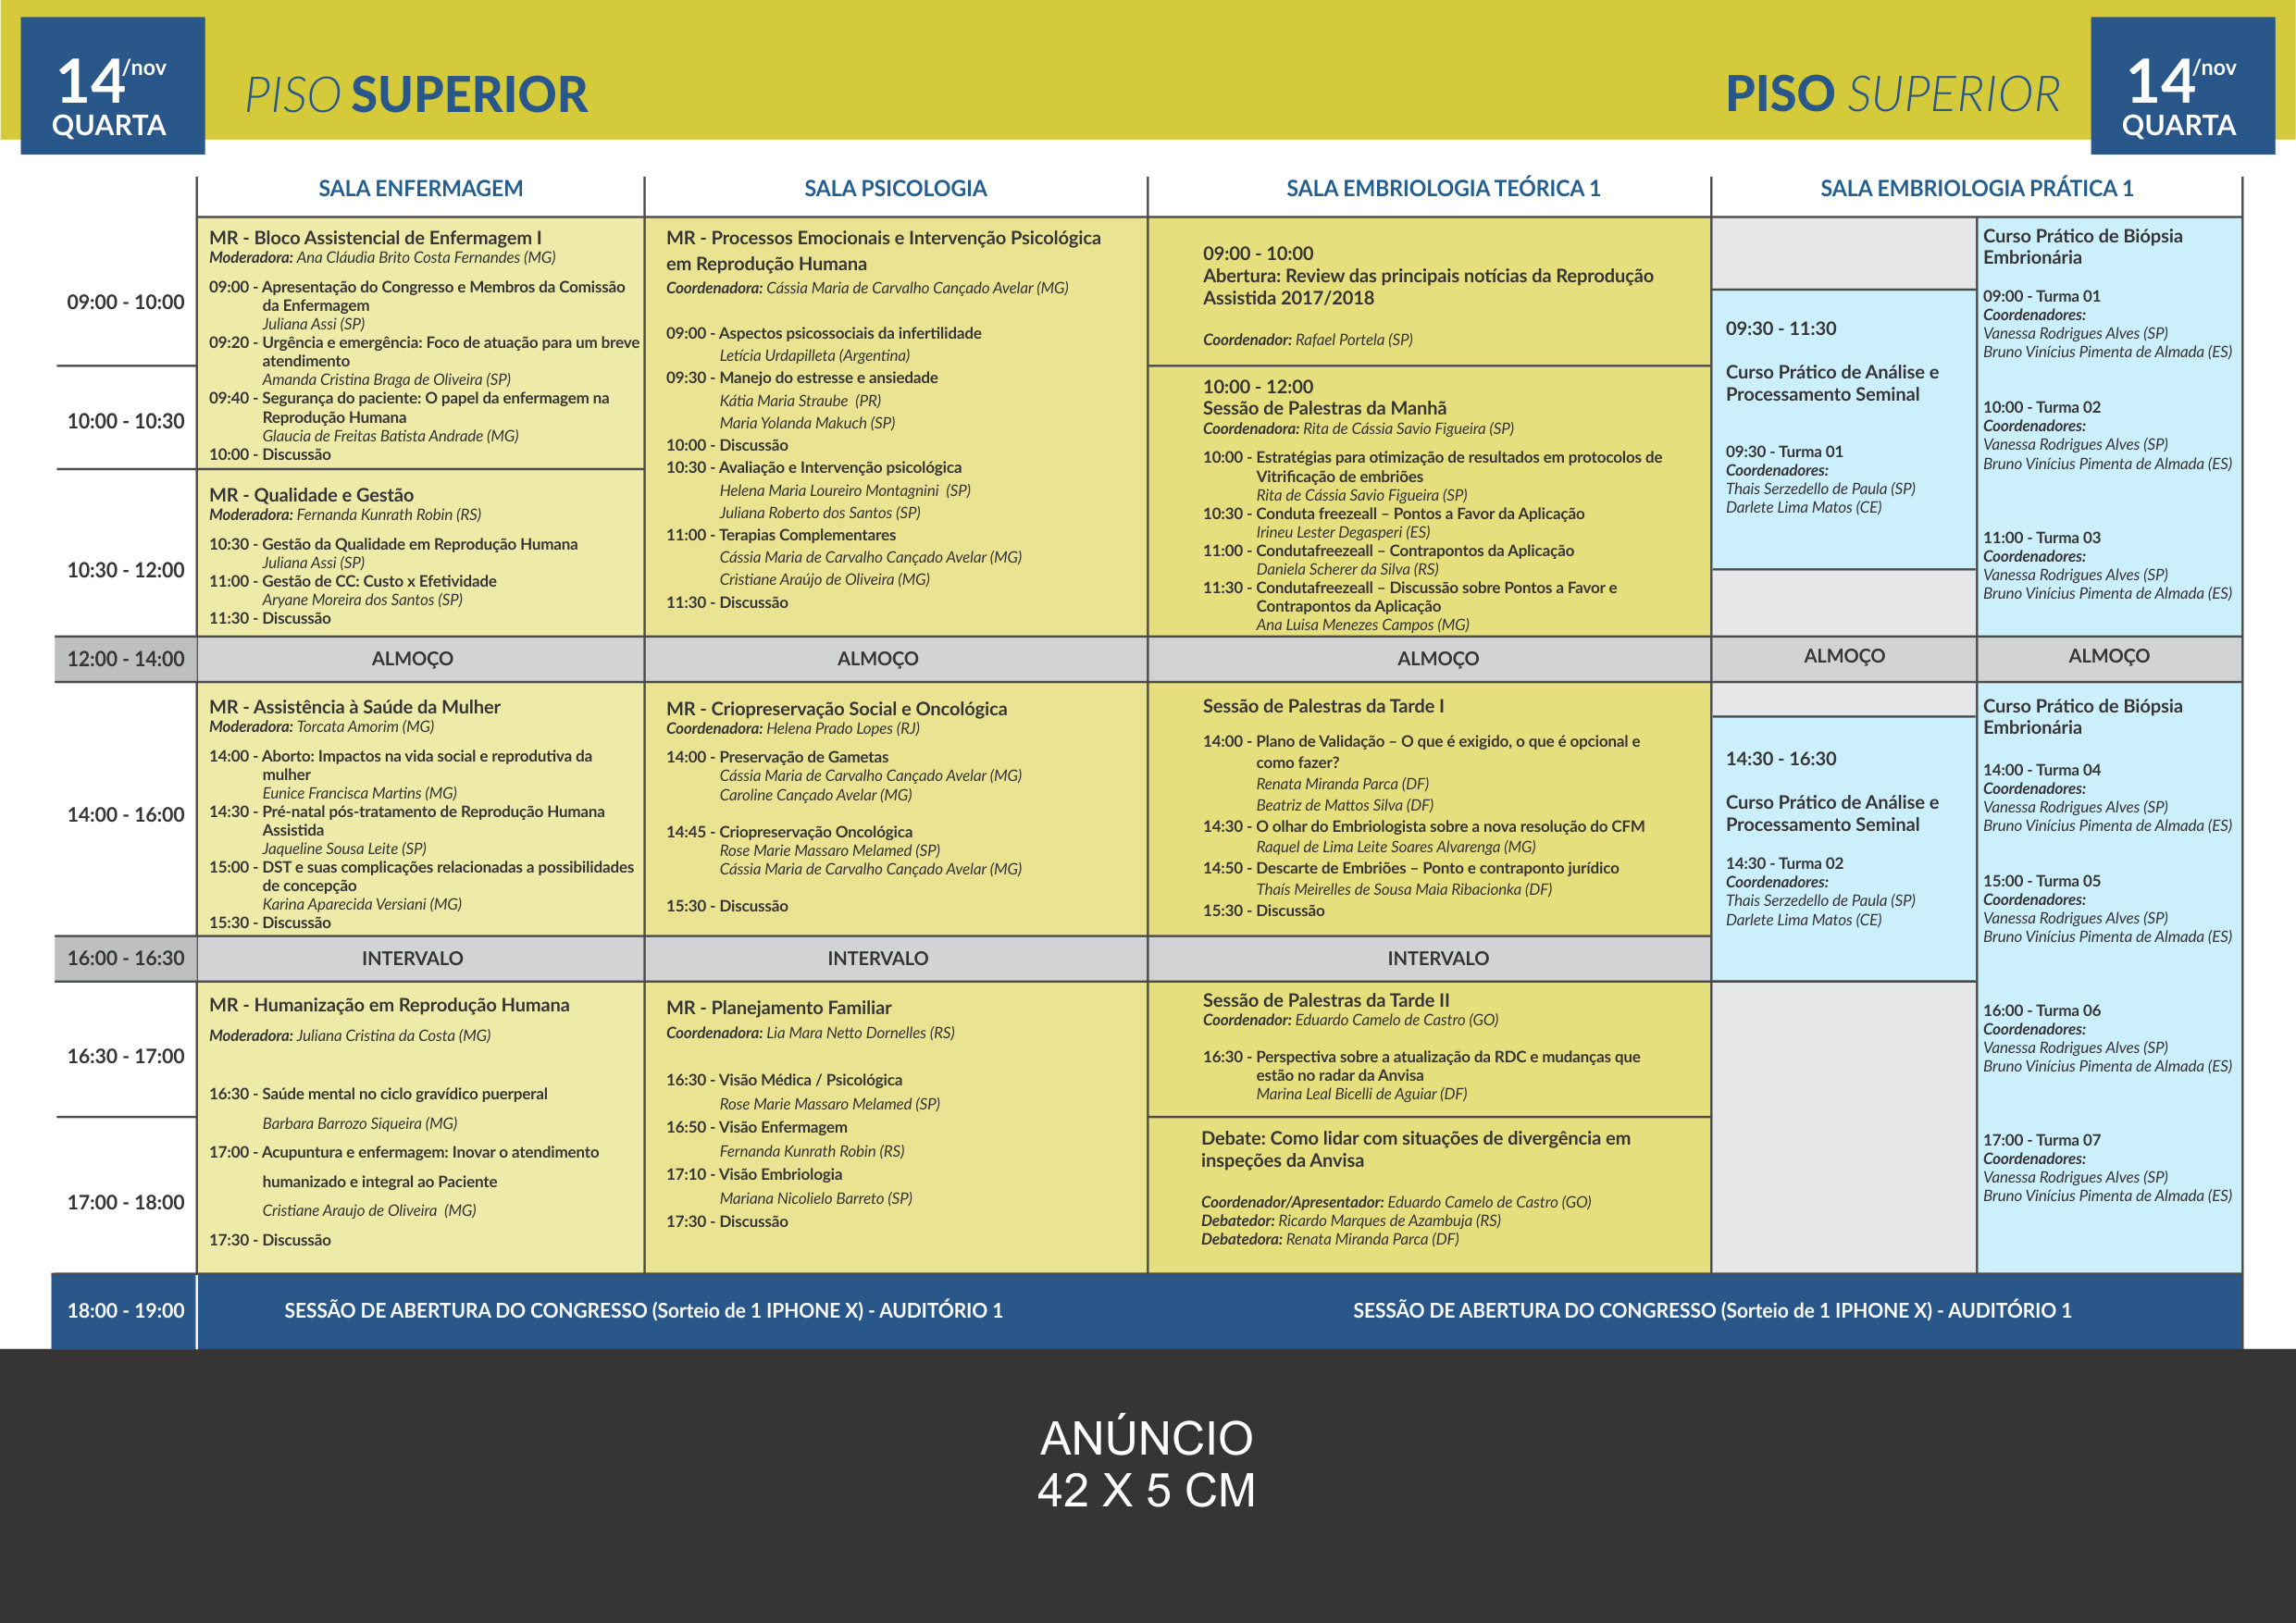 14/nov
QUARTA
PISO SUPERIOR
PISO SUPERIOR
14/nov
QUARTA
SALA ENFERMAGEM
SALA PSICOLOGIA
SALA EMBRIOLOGIA TEÓRICA 1
SALA EMBRIOLOGIA PRÁTICA 1
09:00 - 10:00
10:00 - 10:30
10:30 - 12:00
MR - Bloco Assistencial de Enfermagem I
Moderadora: Ana Cláudia Brito Costa Fernandes (MG)
09:00 - Apresentação do Congresso e Membros da Comissão
da Enfermagem
Juliana Assi (SP)
09:20 - Urgência e emergência: Foco de atuação para um breve
atendimento
Amanda Cristina Braga de Oliveira (SP)
09:40 - Segurança do paciente: O papel da enfermagem na
Reprodução Humana
Glaucia de Freitas Batista Andrade (MG)
10:00 - Discussão
MR - Qualidade e Gestão
Moderadora: Fernanda Kunrath Robin (RS)
10:30 - Gestão da Qualidade em Reprodução Humana
Juliana Assi (SP)
11:00 - Gestão de CC: Custo x Efetividade
Aryane Moreira dos Santos (SP)
11:30 - Discussão
MR - Processos Emocionais e Intervenção Psicológica
em Reprodução Humana
Coordenadora: Cássia Maria de Carvalho Cançado Avelar (MG)
09:00 - Aspectos psicossociais da infertilidade
Letícia Urdapilleta (Argentina)
09:30 - Manejo do estresse e ansiedade
Kátia Maria Straube (PR)
Maria Yolanda Makuch (SP)
10:00 - Discussão
10:30 - Avaliação e Intervenção psicológica
Helena Maria Loureiro Montagnini (SP)
Juliana Roberto dos Santos (SP)
11:00 - Terapias Complementares
Cássia Maria de Carvalho Cançado Avelar (MG)
Cristiane Araújo de Oliveira (MG)
11:30 - Discussão
09:00 - 10:00
Abertura: Review das principais notícias da Reprodução
Assistida 2017/2018
Coordenador: Rafael Portela (SP)
10:00 - 12:00
Sessão de Palestras da Manhã
Coordenadora: Rita de Cássia Savio Figueira (SP)
10:00 - Estratégias para otimização de resultados em protocolos de
Vitrificação de embriões
Rita de Cássia Savio Figueira (SP)
10:30 - Conduta freezeall – Pontos a Favor da Aplicação
Irineu Lester Degasperi (ES)
11:00 - Condutafreezeall – Contrapontos da Aplicação
Daniela Scherer da Silva (RS)
11:30 - Condutafreezeall – Discussão sobre Pontos a Favor e
Contrapontos da Aplicação
Ana Luisa Menezes Campos (MG)
09:30 - 11:30
Curso Prático de Análise e
Processamento Seminal
09:30 - Turma 01
Coordenadores:
Thais Serzedello de Paula (SP)
Darlete Lima Matos (CE)
Curso Prático de Biópsia
Embrionária
09:00 - Turma 01
Coordenadores:
Vanessa Rodrigues Alves (SP)
Bruno Vinícius Pimenta de Almada (ES)
10:00 - Turma 02
Coordenadores:
Vanessa Rodrigues Alves (SP)
Bruno Vinícius Pimenta de Almada (ES)
11:00 - Turma 03
Coordenadores:
Vanessa Rodrigues Alves (SP)
Bruno Vinícius Pimenta de Almada (ES)
12:00 - 14:00
ALMOÇO
ALMOÇO
ALMOÇO
ALMOÇO
ALMOÇO
14:00 - 16:00
MR - Assistência à Saúde da Mulher
Moderadora: Torcata Amorim (MG)
14:00 - Aborto: Impactos na vida social e reprodutiva da
mulher
Eunice Francisca Martins (MG)
14:30 - Pré-natal pós-tratamento de Reprodução Humana
Assistida
Jaqueline Sousa Leite (SP)
15:00 - DST e suas complicações relacionadas a possibilidades
de concepção
Karina Aparecida Versiani (MG)
15:30 - Discussão
MR - Criopreservação Social e Oncológica
Coordenadora: Helena Prado Lopes (RJ)
14:00 - Preservação de Gametas
Cássia Maria de Carvalho Cançado Avelar (MG)
Caroline Cançado Avelar (MG)
14:45 - Criopreservação Oncológica
Rose Marie Massaro Melamed (SP)
Cássia Maria de Carvalho Cançado Avelar (MG)
15:30 - Discussão
Sessão de Palestras da Tarde I
14:00 - Plano de Validação – O que é exigido, o que é opcional e
como fazer?
Renata Miranda Parca (DF)
Beatriz de Mattos Silva (DF)
14:30 - O olhar do Embriologista sobre a nova resolução do CFM
Raquel de Lima Leite Soares Alvarenga (MG)
14:50 - Descarte de Embriões – Ponto e contraponto jurídico
Thaís Meirelles de Sousa Maia Ribacionka (DF)
15:30 - Discussão
14:30 - 16:30
Curso Prático de Análise e
Processamento Seminal
14:30 - Turma 02
Coordenadores:
Thais Serzedello de Paula (SP)
Darlete Lima Matos (CE)
Curso Prático de Biópsia
Embrionária
14:00 - Turma 04
Coordenadores:
Vanessa Rodrigues Alves (SP)
Bruno Vinícius Pimenta de Almada (ES)
15:00 - Turma 05
Coordenadores:
Vanessa Rodrigues Alves (SP)
Bruno Vinícius Pimenta de Almada (ES)
16:00 - Turma 06
Coordenadores:
Vanessa Rodrigues Alves (SP)
Bruno Vinícius Pimenta de Almada (ES)
17:00 - Turma 07
Coordenadores:
Vanessa Rodrigues Alves (SP)
Bruno Vinícius Pimenta de Almada (ES)
16:00 - 16:30
INTERVALO
INTERVALO
INTERVALO
16:30 - 17:00
17:00 - 18:00
MR - Humanização em Reprodução Humana
Moderadora: Juliana Cristina da Costa (MG)
16:30 - Saúde mental no ciclo gravídico puerperal
Barbara Barrozo Siqueira (MG)
17:00 - Acupuntura e enfermagem: Inovar o atendimento
humanizado e integral ao Paciente
Cristiane Araujo de Oliveira (MG)
17:30 - Discussão
MR - Planejamento Familiar
Coordenadora: Lia Mara Netto Dornelles (RS)
16:30 - Visão Médica / Psicológica
Rose Marie Massaro Melamed (SP)
16:50 - Visão Enfermagem
Fernanda Kunrath Robin (RS)
17:10 - Visão Embriologia
Mariana Nicolielo Barreto (SP)
17:30 - Discussão
Sessão de Palestras da Tarde II
Coordenador: Eduardo Camelo de Castro (GO)
16:30 - Perspectiva sobre a atualização da RDC e mudanças que
estão no radar da Anvisa
Marina Leal Bicelli de Aguiar (DF)
Debate: Como lidar com situações de divergência em
inspeções da Anvisa
Coordenador/Apresentador: Eduardo Camelo de Castro (GO)
Debatedor: Ricardo Marques de Azambuja (RS)
Debatedora: Renata Miranda Parca (DF)
18:00 - 19:00
SESSÃO DE ABERTURA DO CONGRESSO (Sorteio de 1 IPHONE X) - AUDITÓRIO 1
SESSÃO DE ABERTURA DO CONGRESSO (Sorteio de 1 IPHONE X) - AUDITÓRIO 1
ANÚNCIO
42 X 5 CM